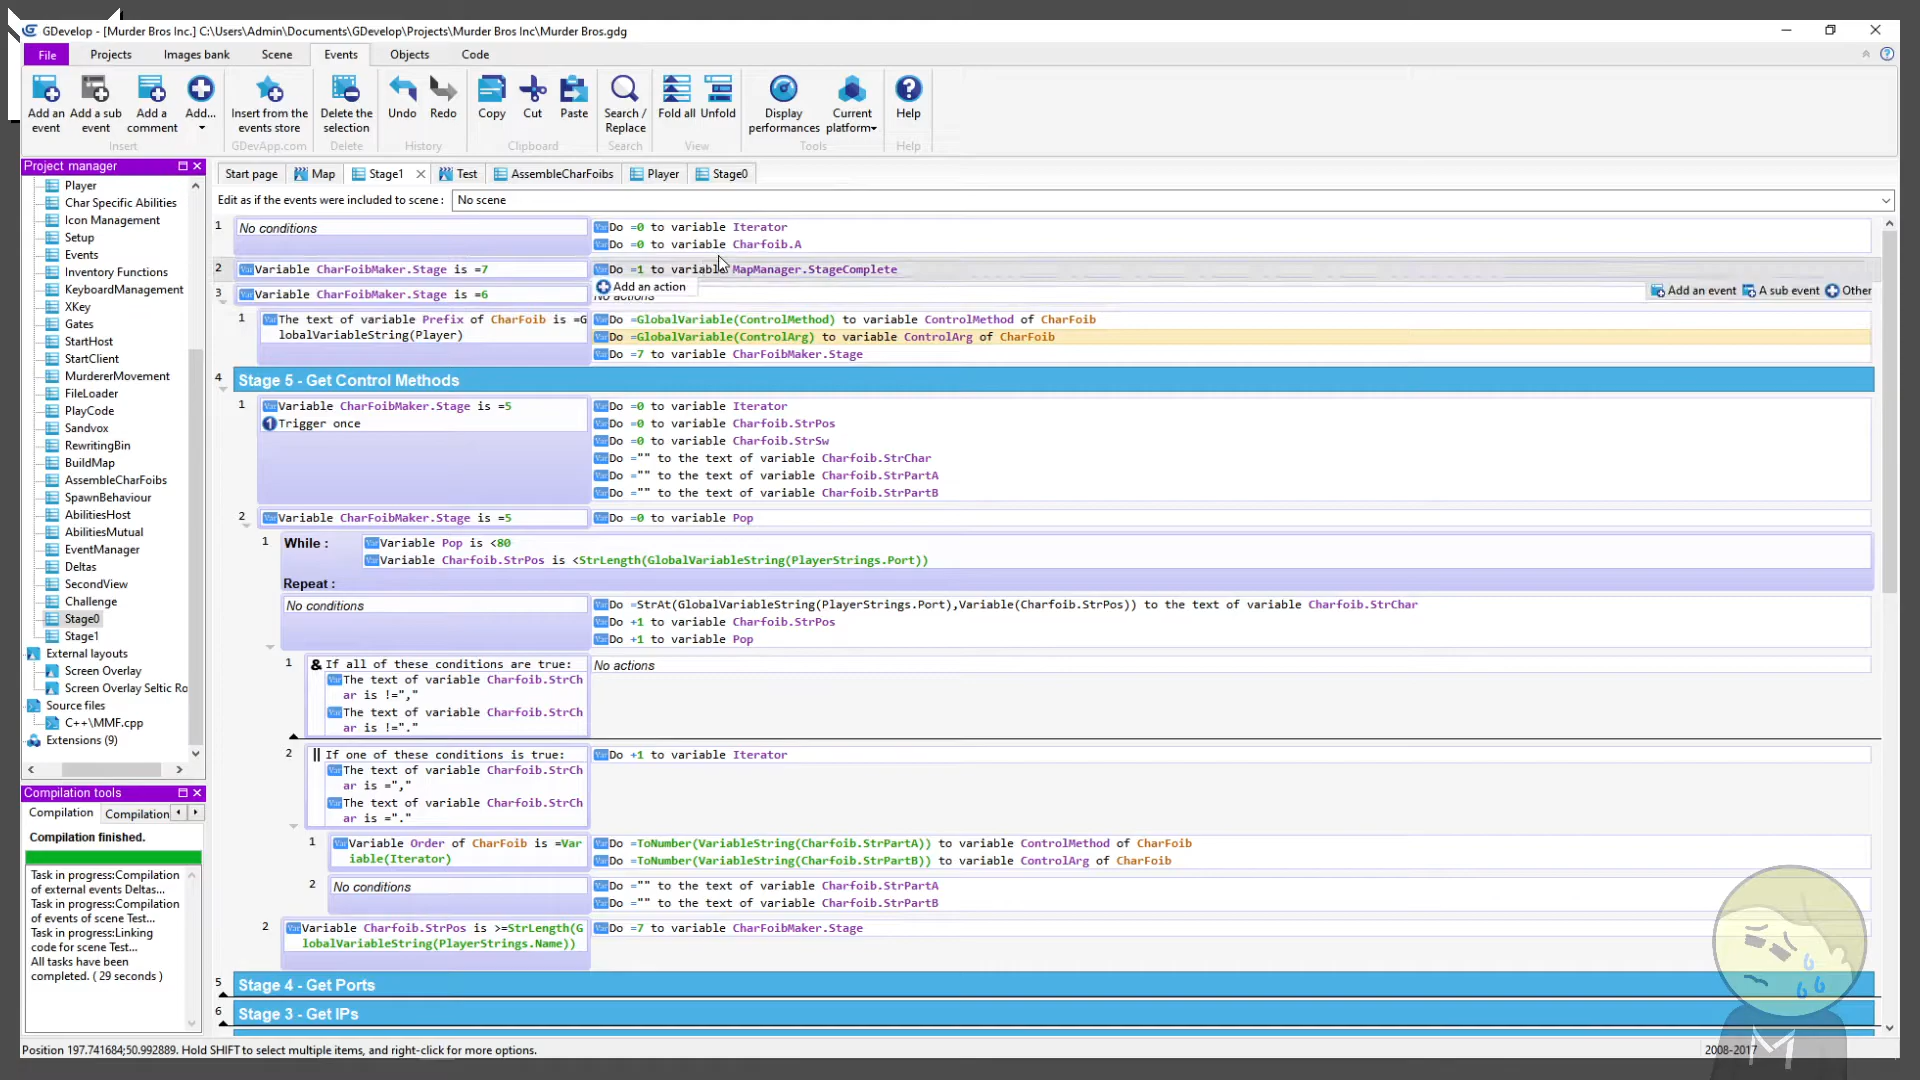 GDevelop - [Murder Bros Inc.] C:\Users\Admin\Documents\GDevelop\Projects\Murder Bros Inc\Murder Bros.gdg
File Projects Images bank Scene Events Objects Code
Add an event
Add a sub event
Add a comment
Add...
Insert
Insert from the events store
GDevApp.com
Delete the selection
Delete
Undo
Redo
History
Copy
Cut
Paste
Clipboard
Search / Replace
Search
Fold all
Unfold
View
Display performances
Current platform
Tools
Help
Help
Project manager
Player
Char Specific Abilities
Icon Management
Setup
Events
Inventory Functions
KeyboardManagement
XKey
Gates
StartHost
StartClient
MurdererMovement
FileLoader
PlayCode
Sandvox
RewritingBin
BuildMap
AssembleCharFoibs
SpawnBehaviour
AbilitiesHost
AbilitiesMutual
EventManager
Deltas
SecondView
Challenge
Stage0
Stage1
External layouts
Screen Overlay
Screen Overlay Seltic Ro
Source files
C++\MMF.cpp
Extensions (9)
Compilation tools
Compilation Compilation
Compilation finished.
Task in progress:Compilation
of external events Deltas...
Task in progress:Compilation
of events of scene Test...
Task in progress:Linking
code for scene Test...
All tasks have been
completed. ( 29 seconds )
Start page Map Stage1 Test AssembleCharFoibs Player Stage0
Edit as if the events were included to scene : No scene
1 No conditions
Do =0 to variable Iterator
Do =0 to variable Charfoib.A
2 Variable CharFoibMaker.Stage is =7
Do =1 to variable MapManager.StageComplete
Add an action
3 Variable CharFoibMaker.Stage is =6
No actions
Add an event A sub event Other
1 The text of variable Prefix of CharFoib is =G
lobalVariableString(Player)
Do =GlobalVariable(ControlMethod) to variable ControlMethod of CharFoib
Do =GlobalVariable(ControlArg) to variable ControlArg of CharFoib
Do =7 to variable CharFoibMaker.Stage
4 Stage 5 - Get Control Methods
1 Variable CharFoibMaker.Stage is =5
Trigger once
Do =0 to variable Iterator
Do =0 to variable Charfoib.StrPos
Do =0 to variable Charfoib.StrSw
Do ="" to the text of variable Charfoib.StrChar
Do ="" to the text of variable Charfoib.StrPartA
Do ="" to the text of variable Charfoib.StrPartB
2 Variable CharFoibMaker.Stage is =5
Do =0 to variable Pop
1 While : Variable Pop is <80
Variable Charfoib.StrPos is <StrLength(GlobalVariableString(PlayerStrings.Port))
Repeat :
No conditions
Do =StrAt(GlobalVariableString(PlayerStrings.Port),Variable(Charfoib.StrPos)) to the text of variable Charfoib.StrChar
Do +1 to variable Charfoib.StrPos
Do +1 to variable Pop
1 & If all of these conditions are true:
No actions
The text of variable Charfoib.StrCh
ar is !=","
The text of variable Charfoib.StrCh
ar is !="."
2 || If one of these conditions is true:
Do +1 to variable Iterator
The text of variable Charfoib.StrCh
ar is =","
The text of variable Charfoib.StrCh
ar is ="."
1 Variable Order of CharFoib is =Var
iable(Iterator)
Do =ToNumber(VariableString(Charfoib.StrPartA)) to variable ControlMethod of CharFoib
Do =ToNumber(VariableString(Charfoib.StrPartB)) to variable ControlArg of CharFoib
2 No conditions
Do ="" to the text of variable Charfoib.StrPartA
Do ="" to the text of variable Charfoib.StrPartB
2 Variable Charfoib.StrPos is >=StrLength(G
lobalVariableString(PlayerStrings.Name))
Do =7 to variable CharFoibMaker.Stage
5 Stage 4 - Get Ports
6 Stage 3 - Get IPs
Position 197.741684;50.992889. Hold SHIFT to select multiple items, and right-click for more options.
2008-2017